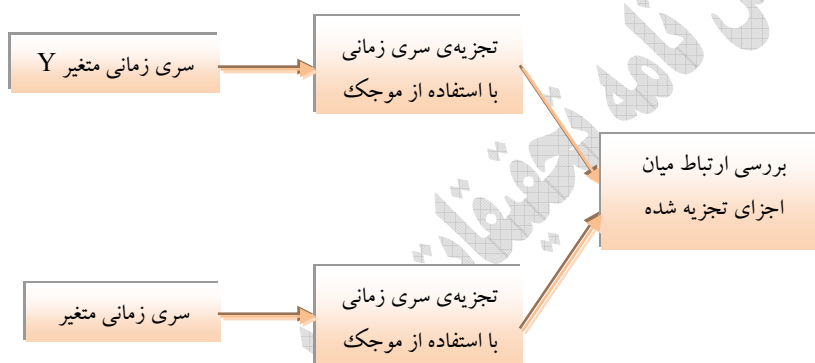 سری زمانی متغیر Y
تجزیه‌ی سری زمانی
با استفاده از موجک
بررسی ارتباط میان
اجزای تجزیه شده
سری زمانی متغیر
تجزیه‌ی سری زمانی
با استفاده از موجک